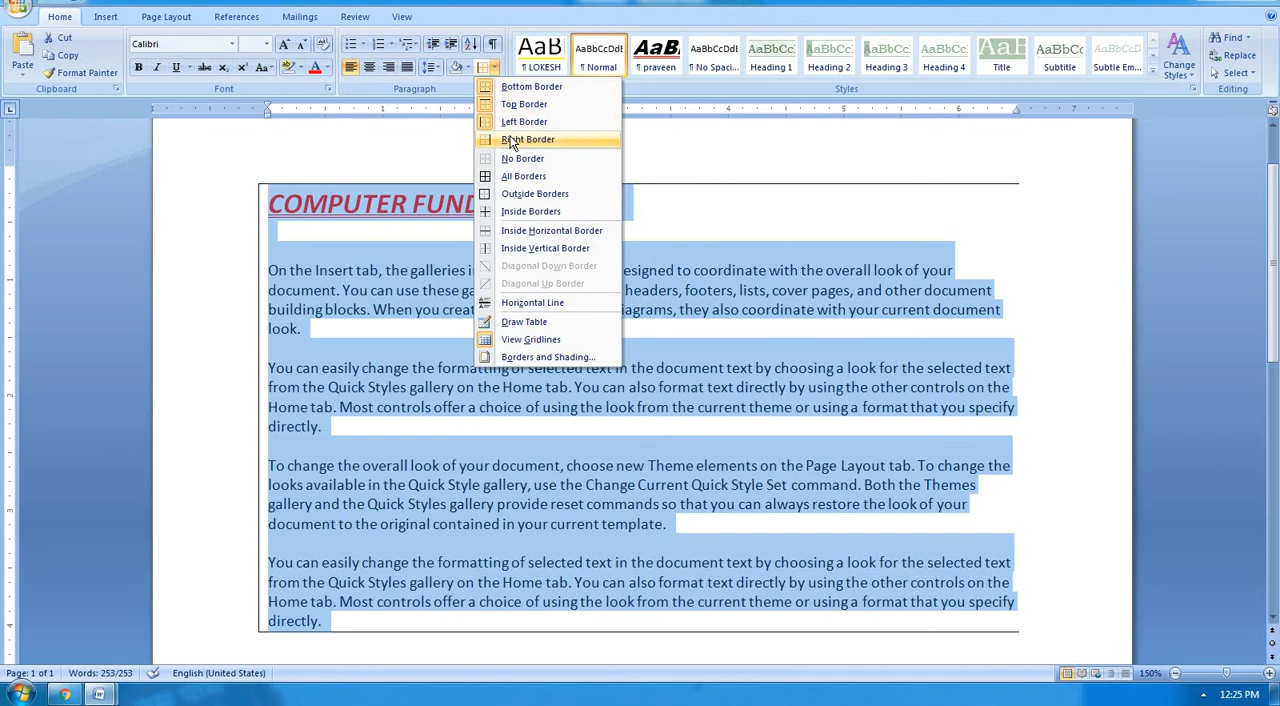 Home Insert Page Layout References Mailings Review View
Paste
Cut
Copy
Format Painter
Clipboard
Calibri
B I U abc X₂ X² Aa
Font
Paragraph
AaB
¶ LOKESH
AaBbCcDdE
¶ Normal
AaB
¶ praveen
AaBbCcDd
¶ No Spaci...
AaBbCc
Heading 1
AaBbCc
Heading 2
AaBbCc
Heading 3
AaBbCc
Heading 4
AaB
Title
AaBbCc
Subtitle
AaBbCcD
Subtle Em...
Change
Styles
Styles
Find
Replace
Select
Editing
Bottom Border
Top Border
Left Border
Right Border
No Border
All Borders
Outside Borders
Inside Borders
Inside Horizontal Border
Inside Vertical Border
Diagonal Down Border
Diagonal Up Border
Horizontal Line
Draw Table
View Gridlines
Borders and Shading...
1 5 6 7
COMPUTER FUND
On the Insert tab, the galleries i esigned to coordinate with the overall look of your
document. You can use these ga headers, footers, lists, cover pages, and other document
building blocks. When you creat iagrams, they also coordinate with your current document
look.
You can easily change the formatting of selected text in the document text by choosing a look for the selected text
from the Quick Styles gallery on the Home tab. You can also format text directly by using the other controls on the
Home tab. Most controls offer a choice of using the look from the current theme or using a format that you specify
directly.
To change the overall look of your document, choose new Theme elements on the Page Layout tab. To change the
looks available in the Quick Style gallery, use the Change Current Quick Style Set command. Both the Themes
gallery and the Quick Styles gallery provide reset commands so that you can always restore the look of your
document to the original contained in your current template.
You can easily change the formatting of selected text in the document text by choosing a look for the selected text
from the Quick Styles gallery on the Home tab. You can also format text directly by using the other controls on the
Home tab. Most controls offer a choice of using the look from the current theme or using a format that you specify
directly.
Page: 1 of 1 Words: 253/253 English (United States) 150%
12:25 PM